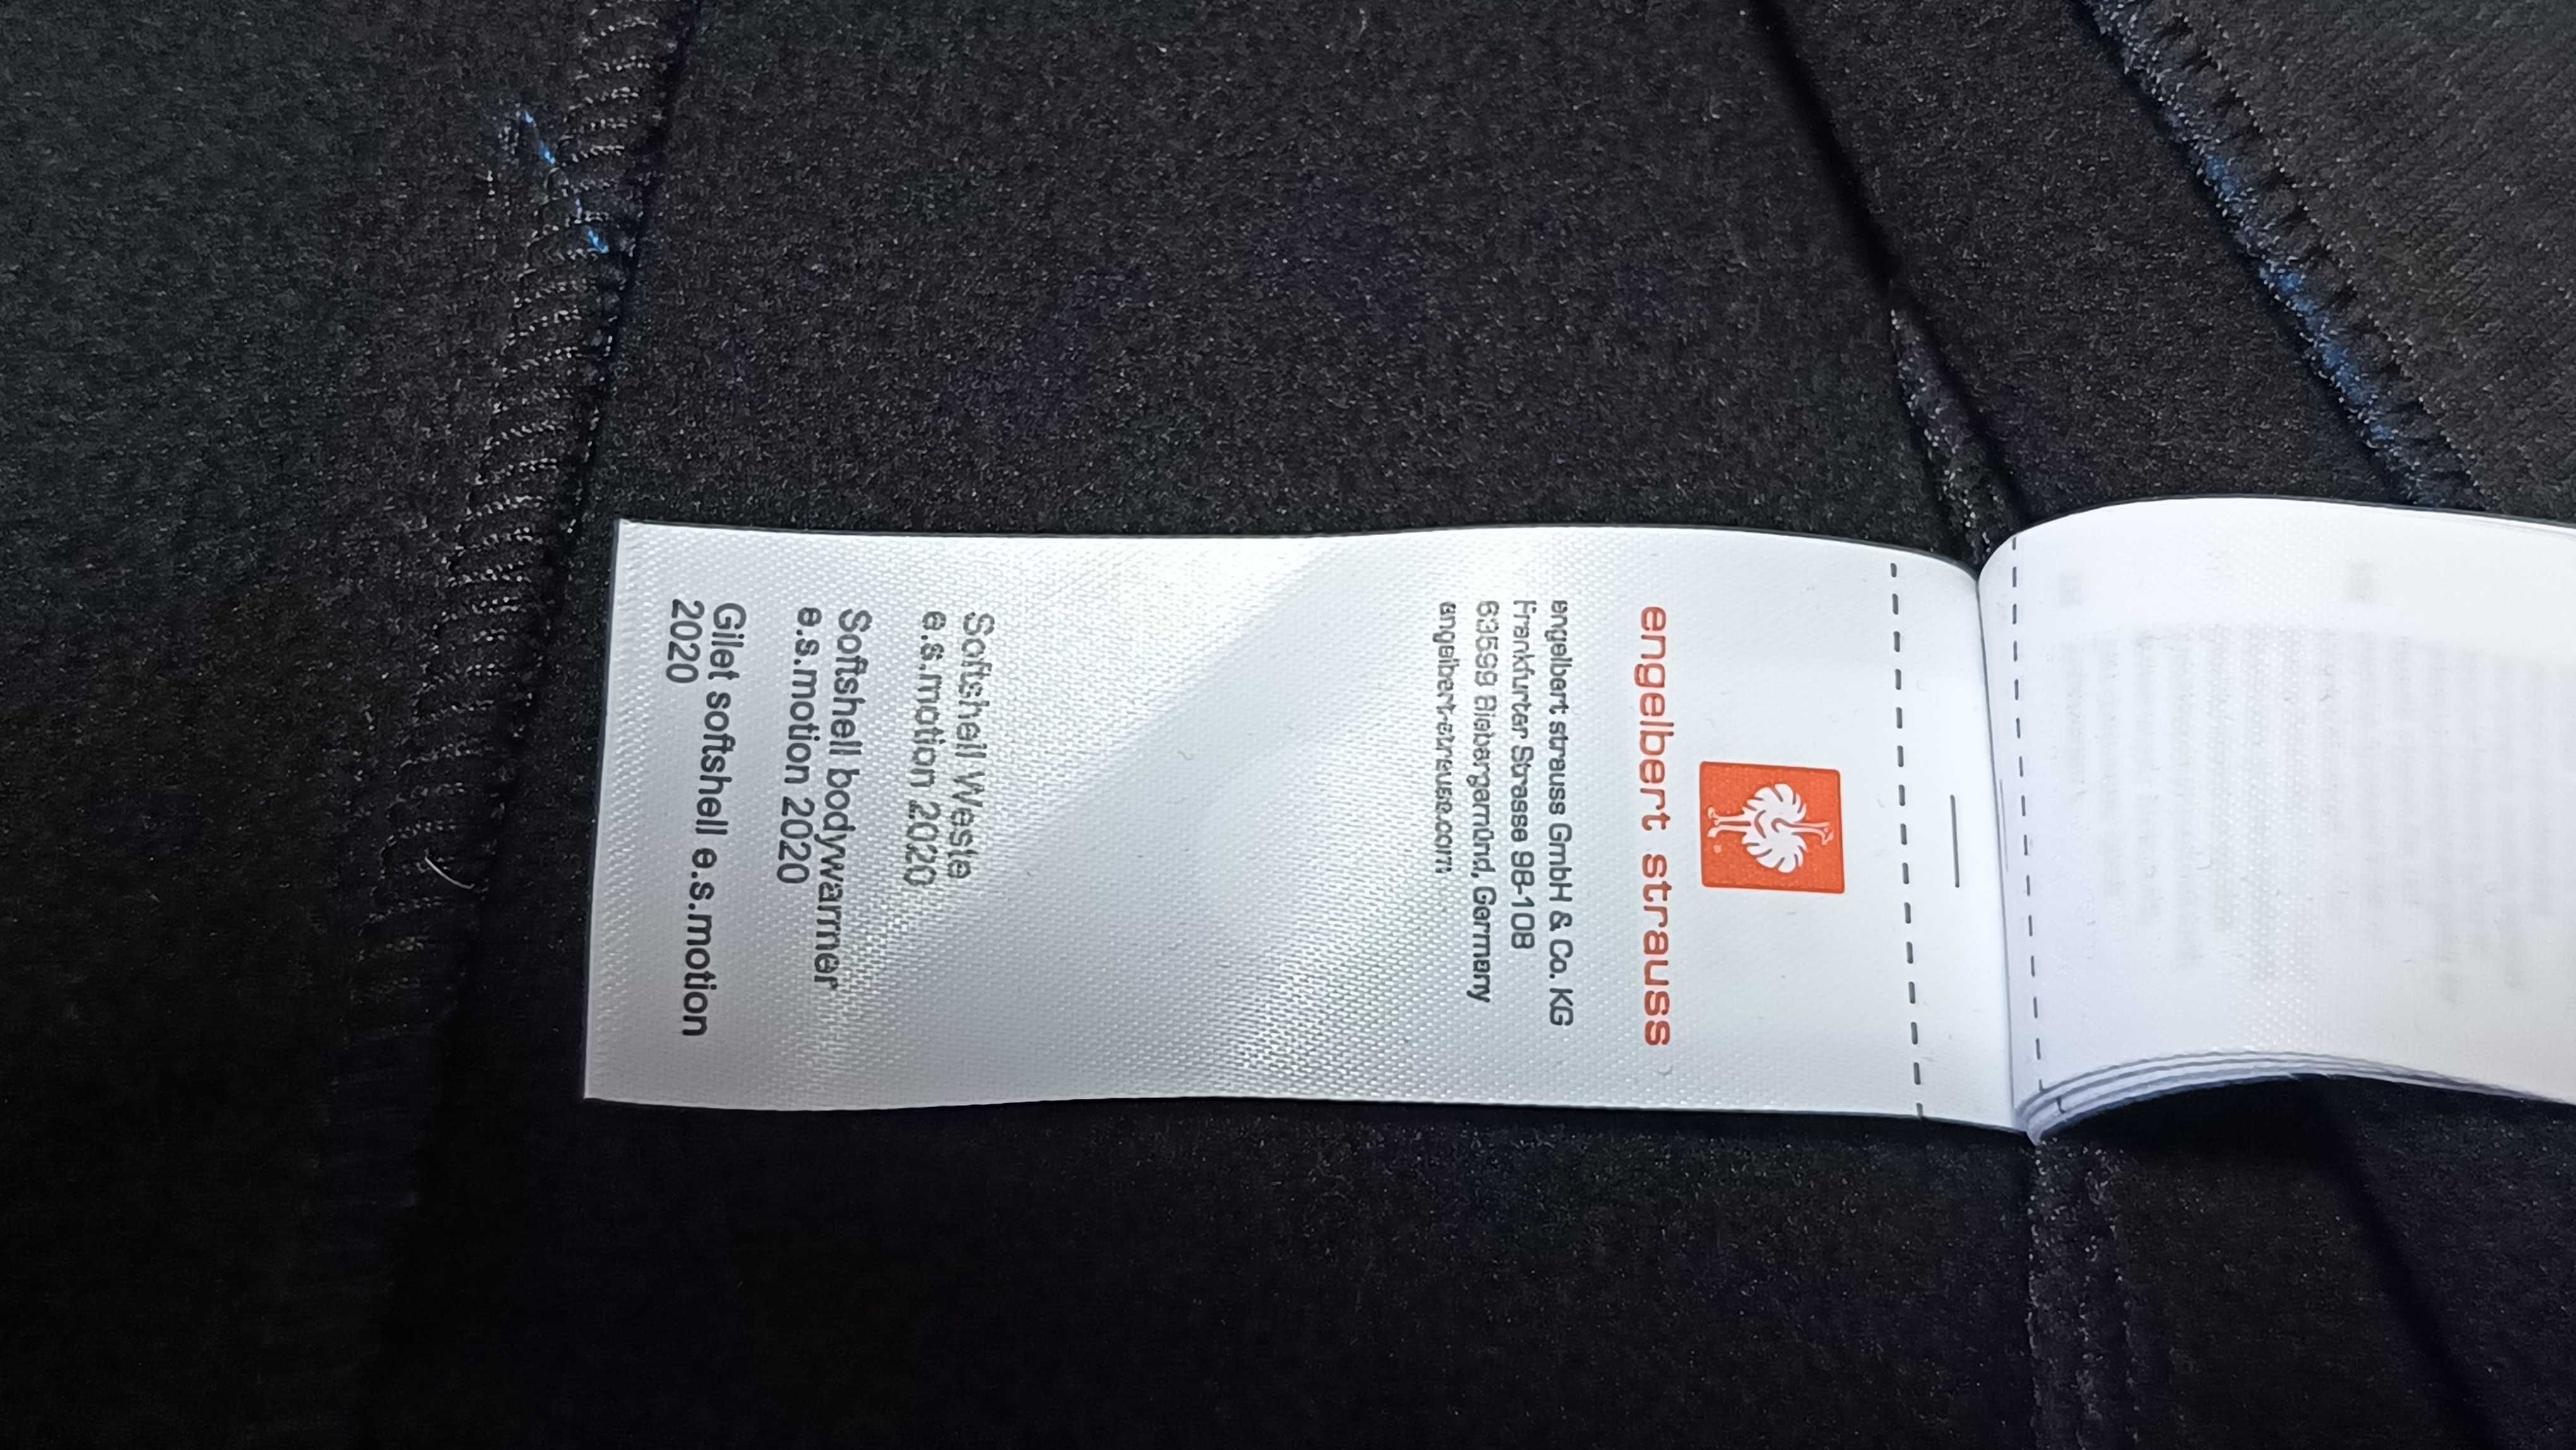 engelbert strauss
engelbert strauss GmbH & Co. KG
Frankfurter Strasse 98-108
63599 Biebergemünd, Germany
engelbert-strauss.com
Softshell Weste
e.s.motion 2020
Softshell bodywarmer
e.s.motion 2020
Gilet softshell e.s.motion
2020